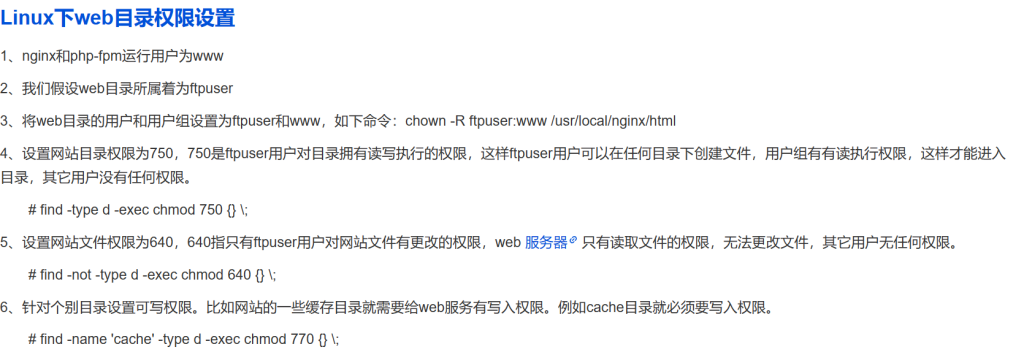 Linux下web目录权限设置
1、nginx和php-fpm运行用户为www
2、我们假设web目录所属着为ftpuser
3、将web目录的用户和用户组设置为ftpuser和www，如下命令：chown -R ftpuser:www /usr/local/nginx/html
4、设置网站目录权限为750，750是ftpuser用户对目录拥有读写执行的权限，这样ftpuser用户可以在任何目录下创建文件，用户组有有读执行权限，这样才能进入
目录，其它用户没有任何权限。
# find -type d -exec chmod 750 {} \;
5、设置网站文件权限为640，640指只有ftpuser用户对网站文件有更改的权限，web 服务器 只有读取文件的权限，无法更改文件，其它用户无任何权限。
# find -not -type d -exec chmod 640 {} \;
6、针对个别目录设置可写权限。比如网站的一些缓存目录就需要给web服务有写入权限。例如cache目录就必须要写入权限。
# find -name 'cache' -type d -exec chmod 770 {} \;